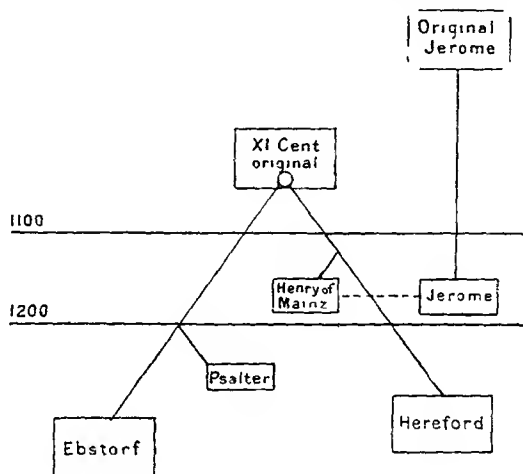 Original
Jerome
XI Cent
original
1100
Henry of
Mainz
Jerome
1200
Psalter
Hereford
Ebstorf